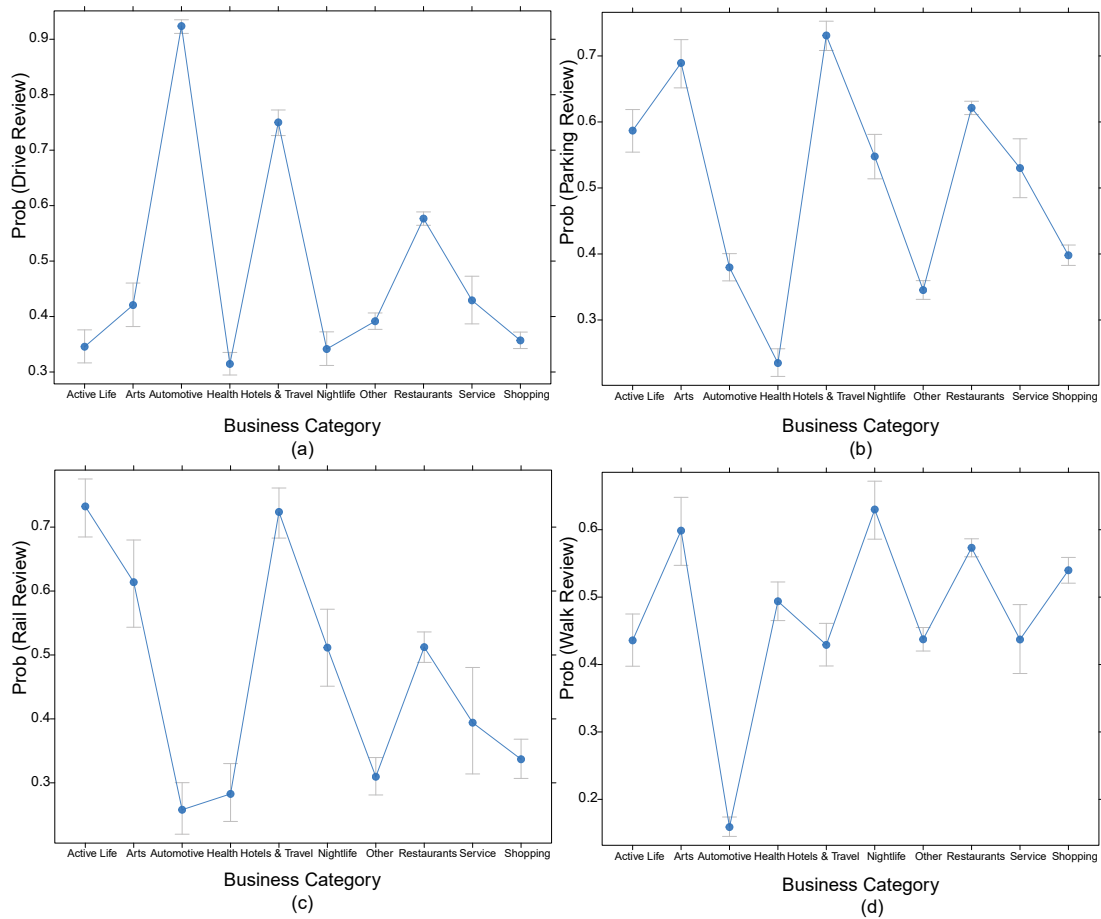 Prob (Drive Review)
0.9
0.8
0.7
0.6
0.5
0.4
0.3
Active Life Arts Automotive Health Hotels & Travel Nightlife Other Restaurants Service Shopping
Business Category
(a)
Prob (Parking Review)
0.7
0.6
0.5
0.4
0.3
Active Life Arts Automotive Health Hotels & Travel Nightlife Other Restaurants Service Shopping
Business Category
(b)
Prob (Rail Review)
0.7
0.6
0.5
0.4
0.3
Active Life Arts Automotive Health Hotels & Travel Nightlife Other Restaurants Service Shopping
Business Category
(c)
Prob (Walk Review)
0.6
0.5
0.4
0.3
0.2
Active Life Arts Automotive Health Hotels & Travel Nightlife Other Restaurants Service Shopping
Business Category
(d)